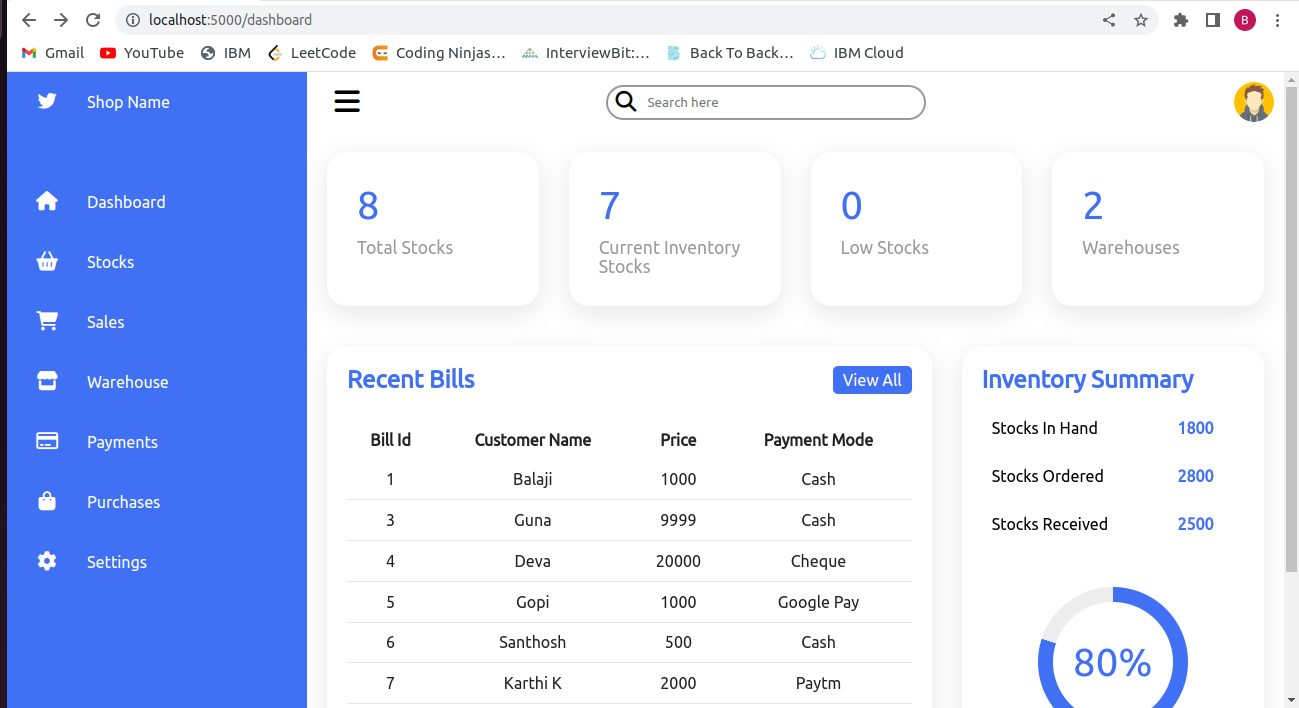 localhost:5000/dashboard
B
Gmail YouTube IBM LeetCode Coding Ninjas… InterviewBit:… Back To Back… IBM Cloud
Shop Name
Search here
Dashboard
Stocks
Sales
Warehouse
Payments
Purchases
Settings
8
Total Stocks
7
Current Inventory
Stocks
0
Low Stocks
2
Warehouses
Recent Bills
View All
Bill Id Customer Name Price Payment Mode
1 Balaji 1000 Cash
3 Guna 9999 Cash
4 Deva 20000 Cheque
5 Gopi 1000 Google Pay
6 Santhosh 500 Cash
7 Karthi K 2000 Paytm
Inventory Summary
Stocks In Hand 1800
Stocks Ordered 2800
Stocks Received 2500
80%